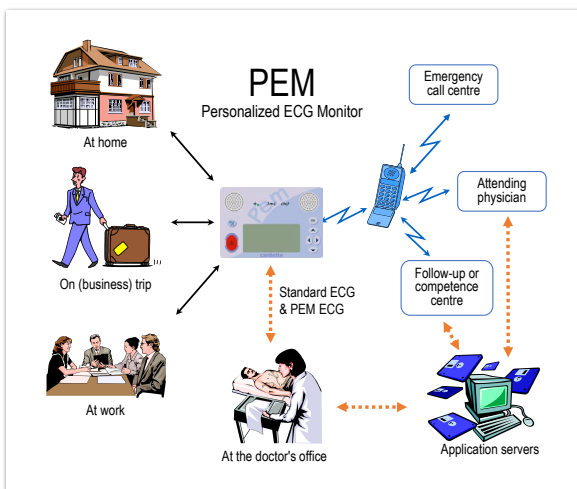 PEM
Personalized ECG Monitor
Emergency
call centre
At home
Attending
physician
Pem
On (business) trip
Follow-up or
competence
centre
Standard ECG
& PEM ECG
At work
At the doctor's office
Application servers